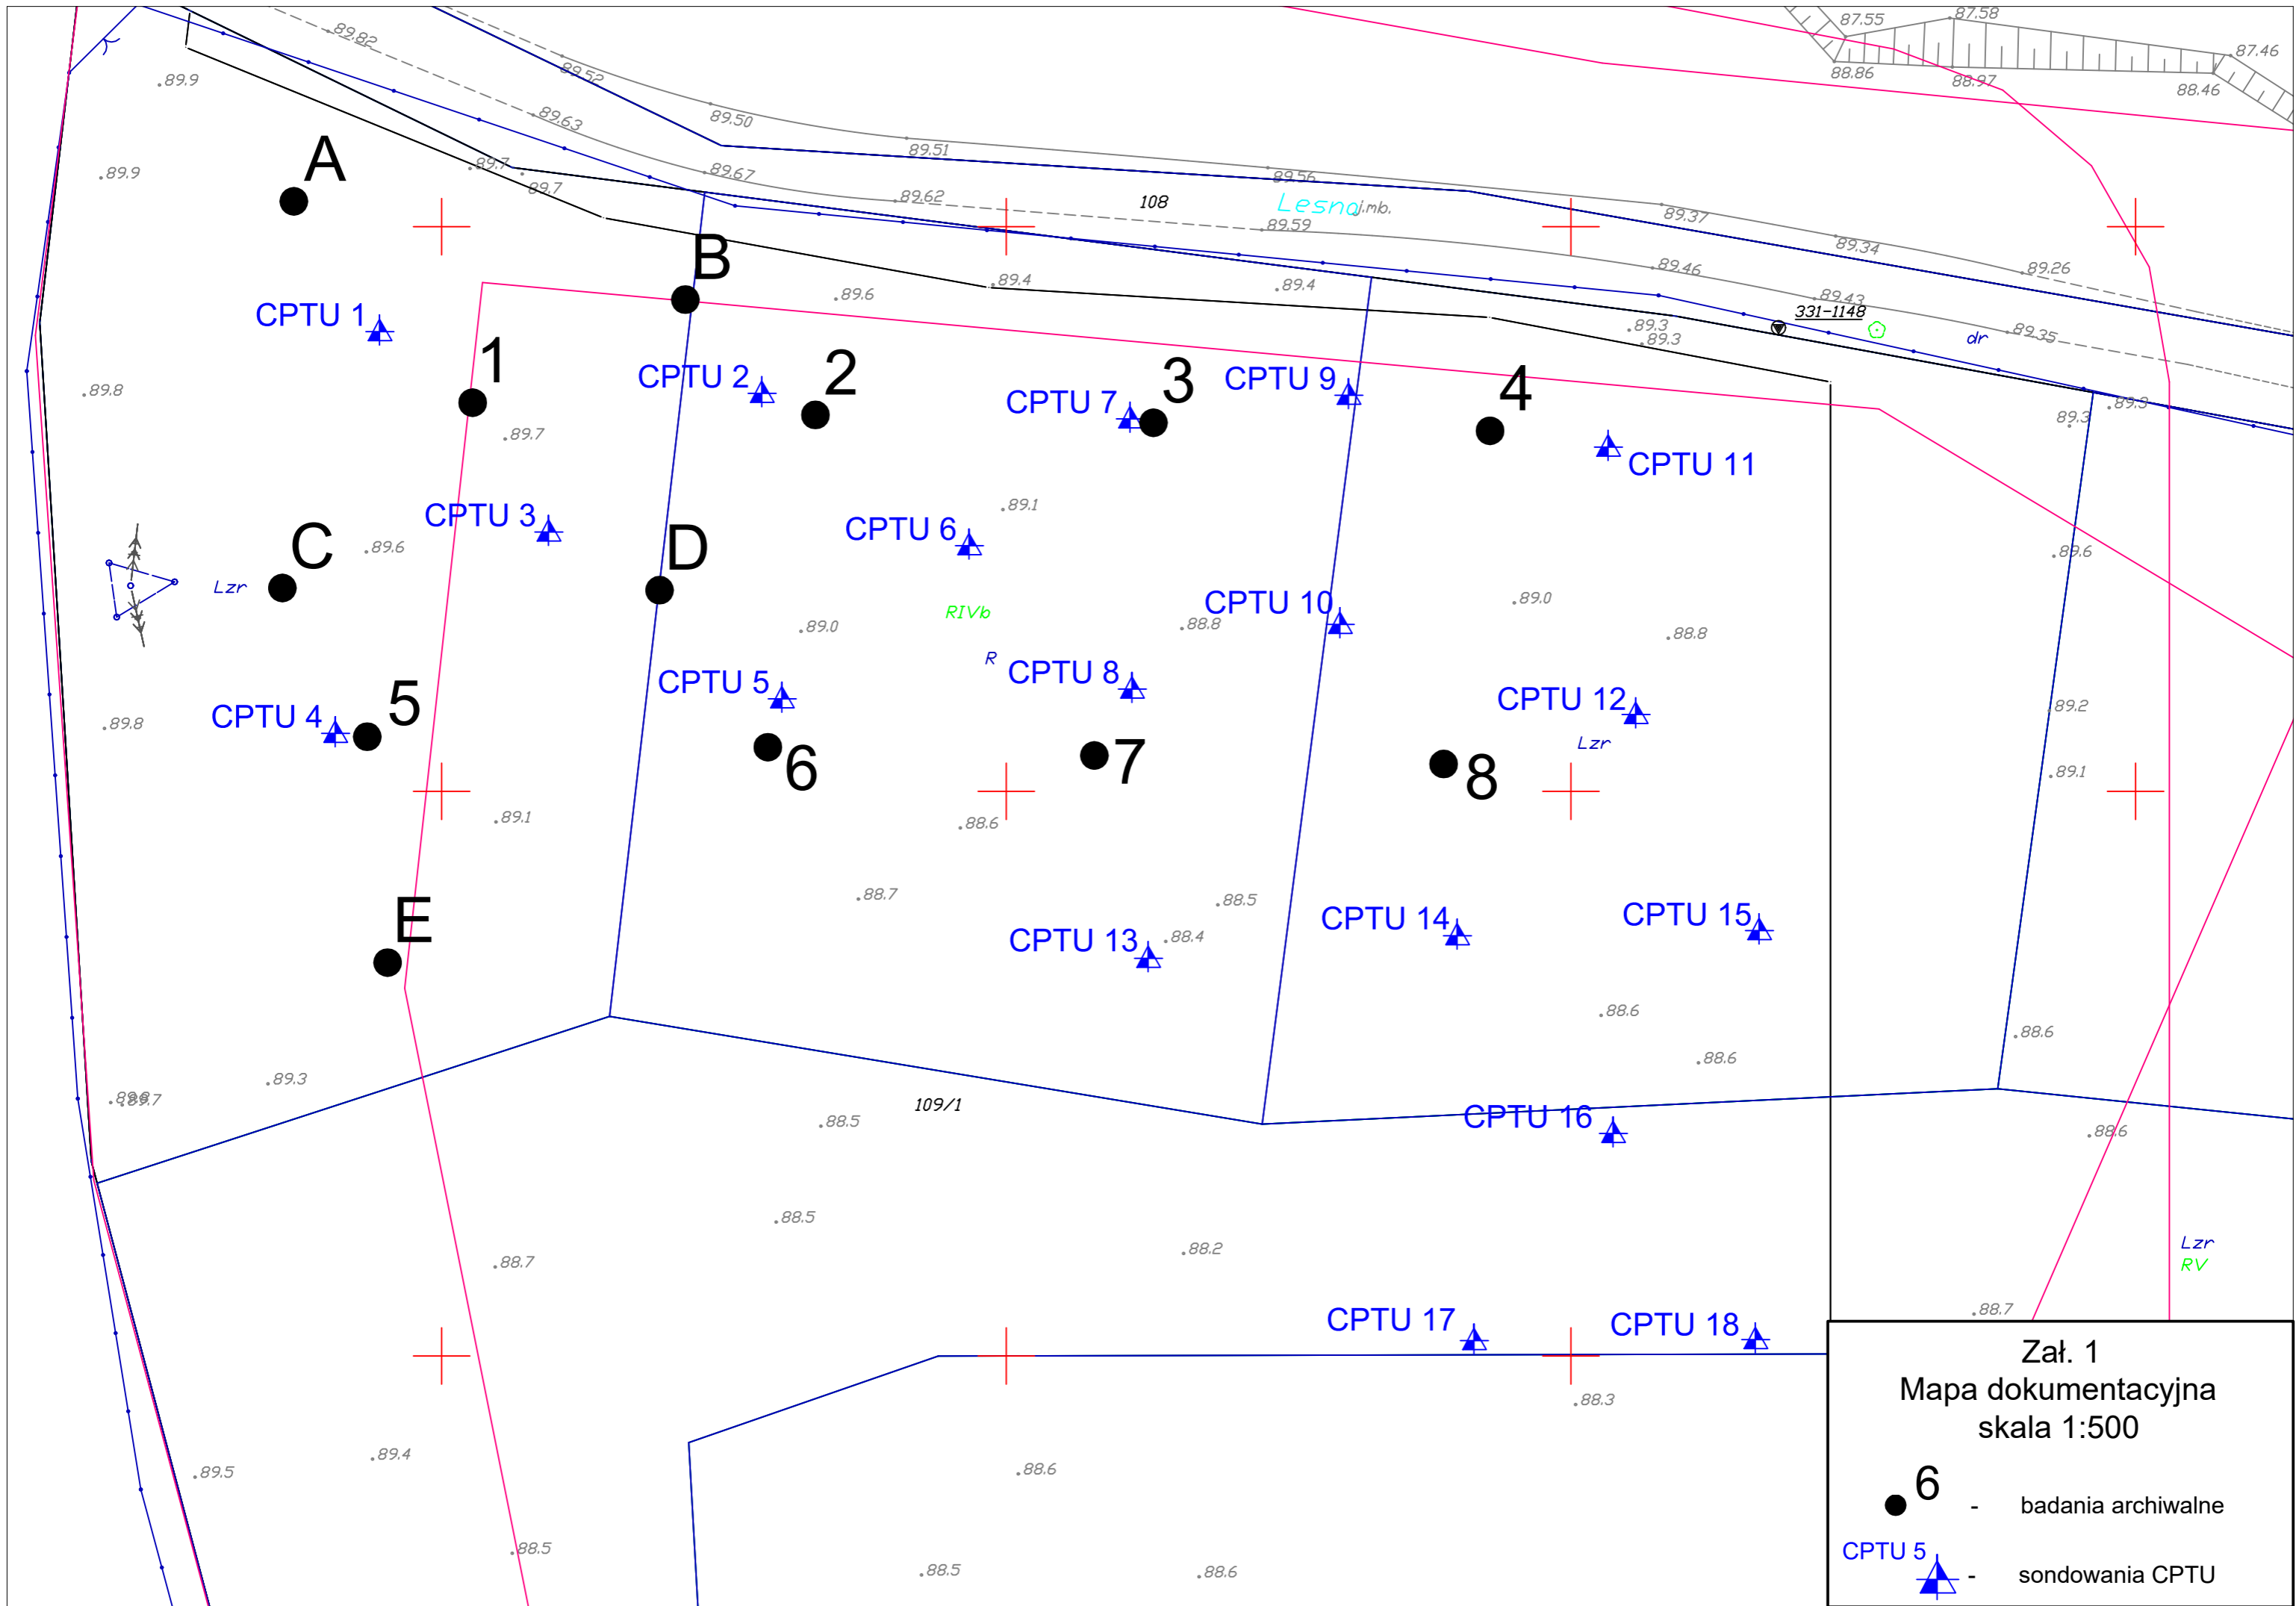 87.55
87.58
89.82
87.46
89.52
88.86
88.97
88.46
89.9
89.50
89.63
89.51
A
89.7
89.67
89.56
89.9
89.7
89.62
108
Lesna
j.mb.
89.37
89.59
89.34
B
89.46
89.26
89.6
89.4
89.4
89.43
331-1148
CPTU 1
89.3
89.3
89.35
dr
1
CPTU 2
2
CPTU 7
3
CPTU 9
4
89.8
89.3
89.3
89.7
CPTU 11
CPTU 3
89.1
CPTU 6
C
89.6
D
89.6
Lzr
RIVb
CPTU 10
89.0
89.0
88.8
88.8
R
CPTU 8
CPTU 5
CPTU 12
89.2
CPTU 4
5
89.8
6
7
8
Lzr
89.1
89.1
88.6
88.7
88.5
E
CPTU 13
88.4
CPTU 14
CPTU 15
88.6
88.6
88.6
89.3
89.7
109/1
88.5
CPTU 16
88.6
88.5
88.2
88.7
Lzr
RV
88.7
CPTU 17
CPTU 18
88.3
89.5
89.4
88.6
88.5
88.5
88.6
Zał. 1
Mapa dokumentacyjna
skala 1:500
6 - badania archiwalne
CPTU 5 - sondowania CPTU